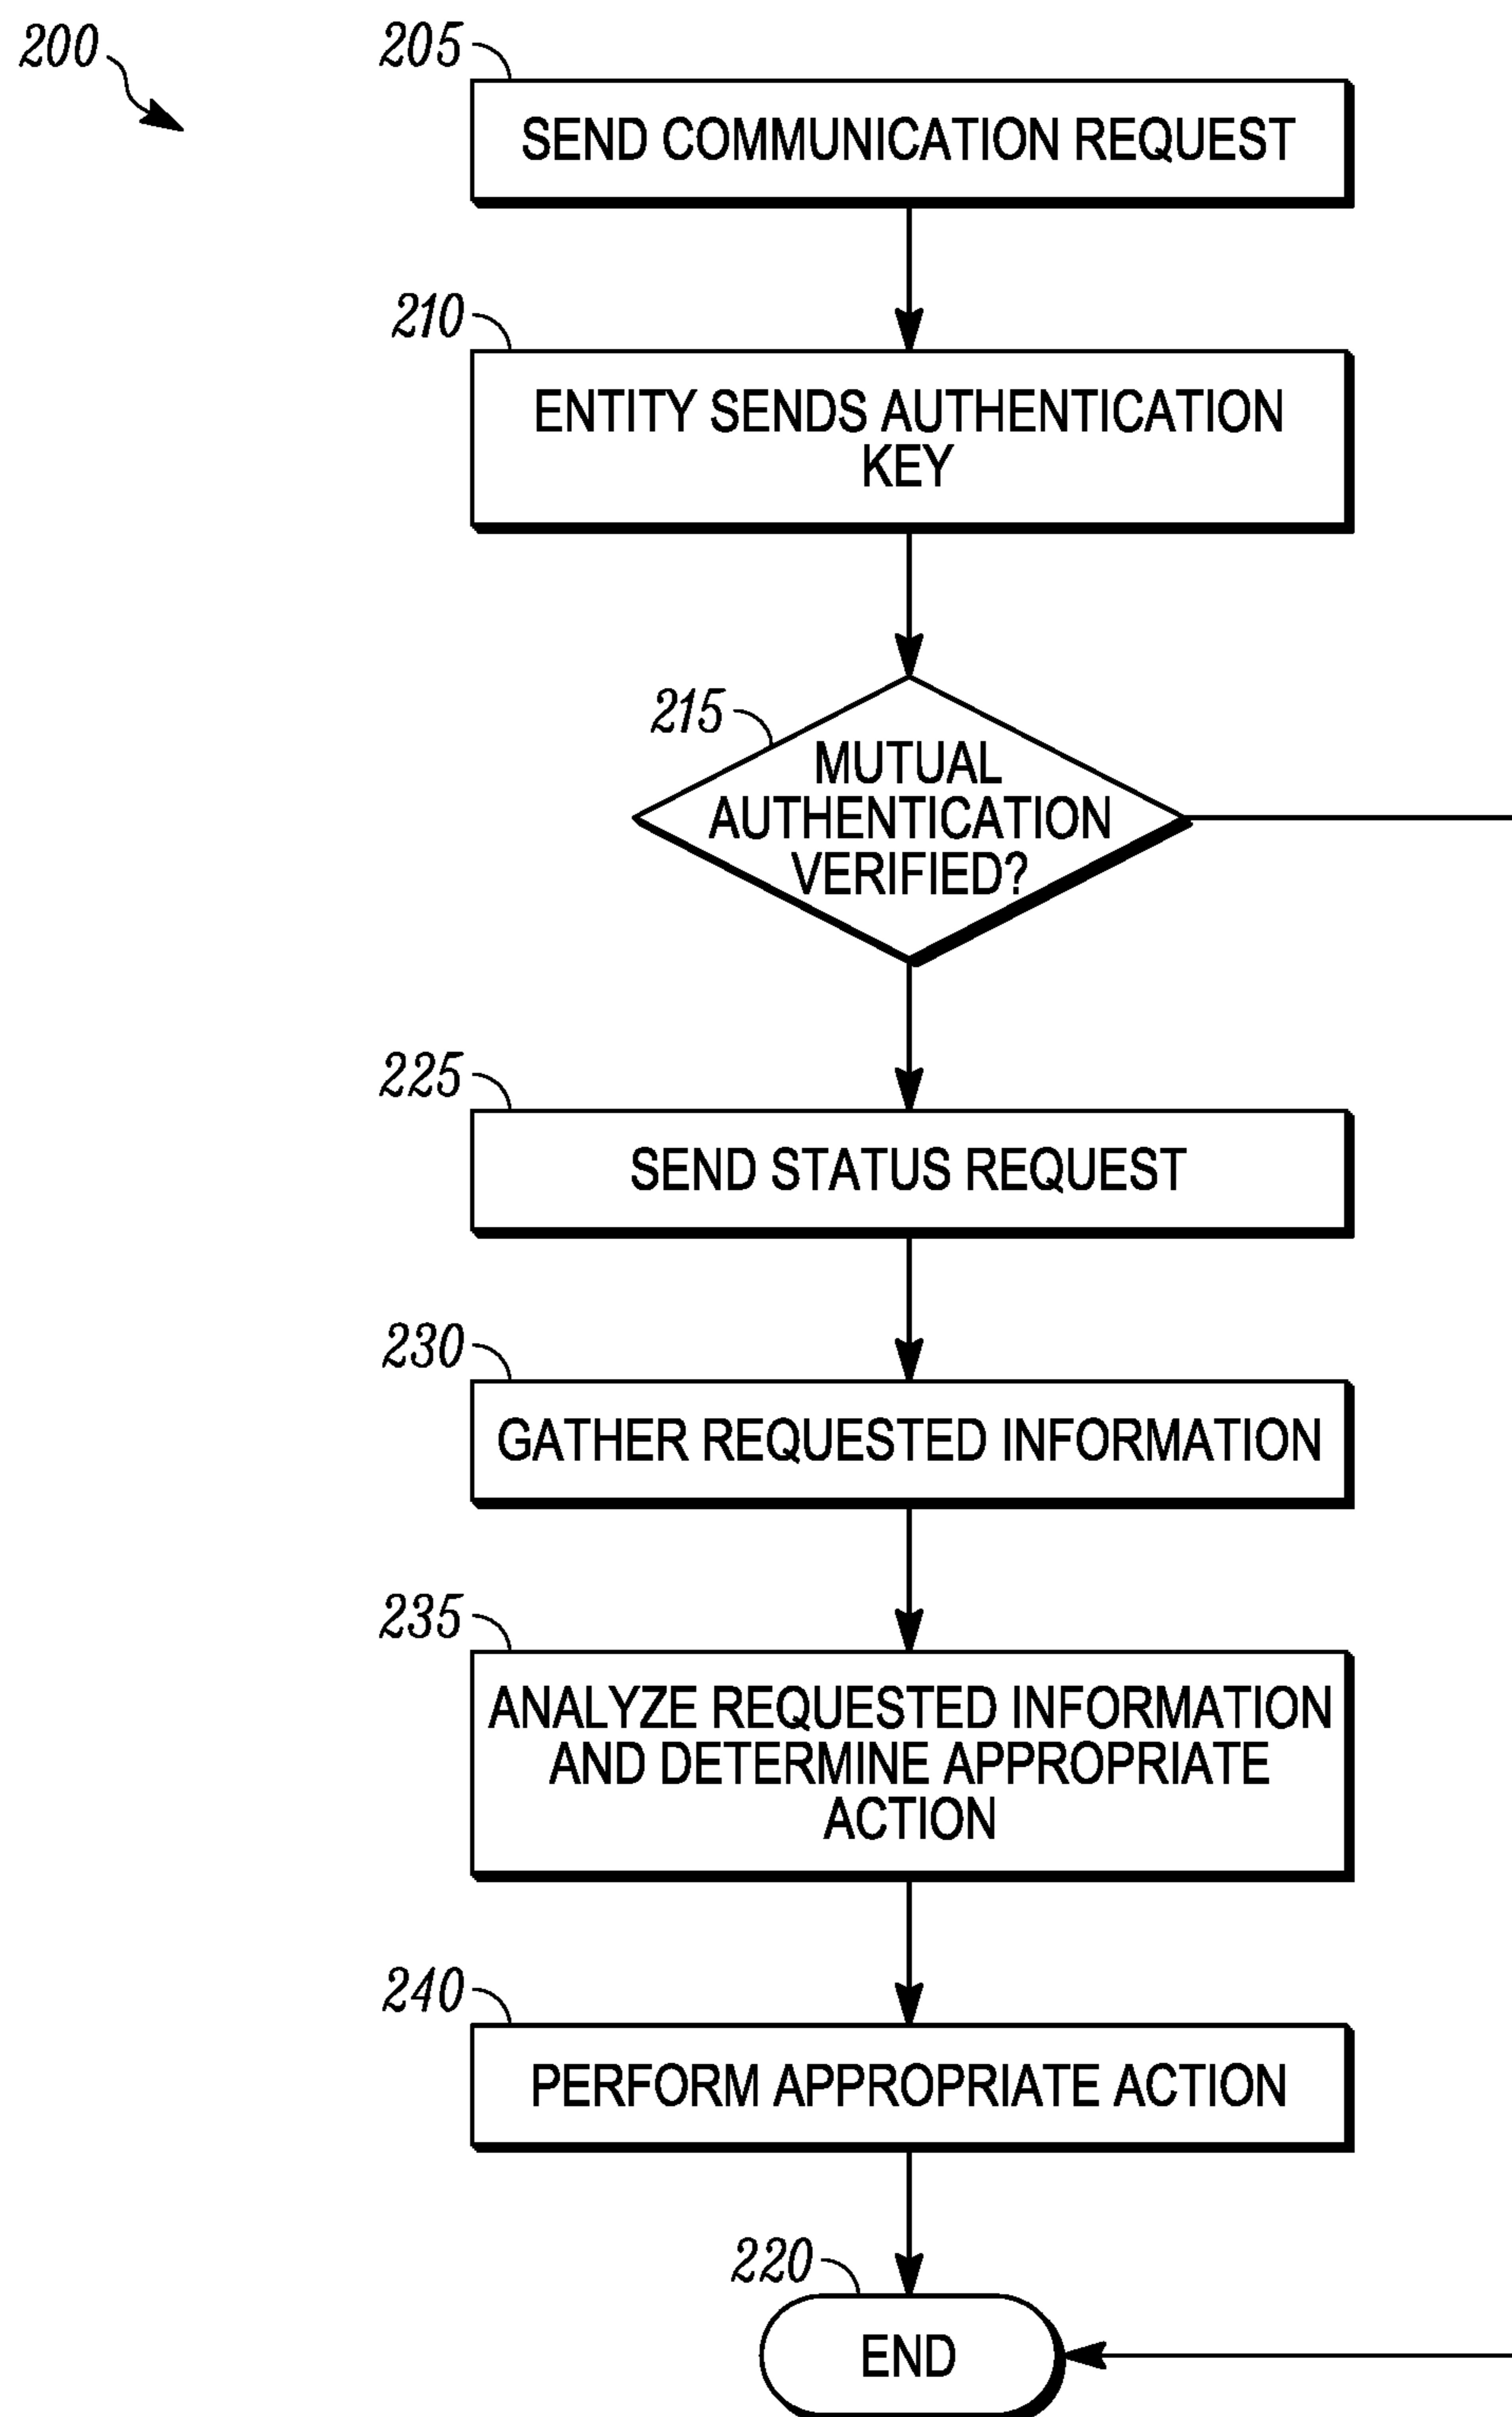 200
205
SEND COMMUNICATION REQUEST
210
ENTITY SENDS AUTHENTICATION
KEY
215
MUTUAL
AUTHENTICATION
VERIFIED?
225
SEND STATUS REQUEST
230
GATHER REQUESTED INFORMATION
235
ANALYZE REQUESTED INFORMATION
AND DETERMINE APPROPRIATE
ACTION
240
PERFORM APPROPRIATE ACTION
220
END